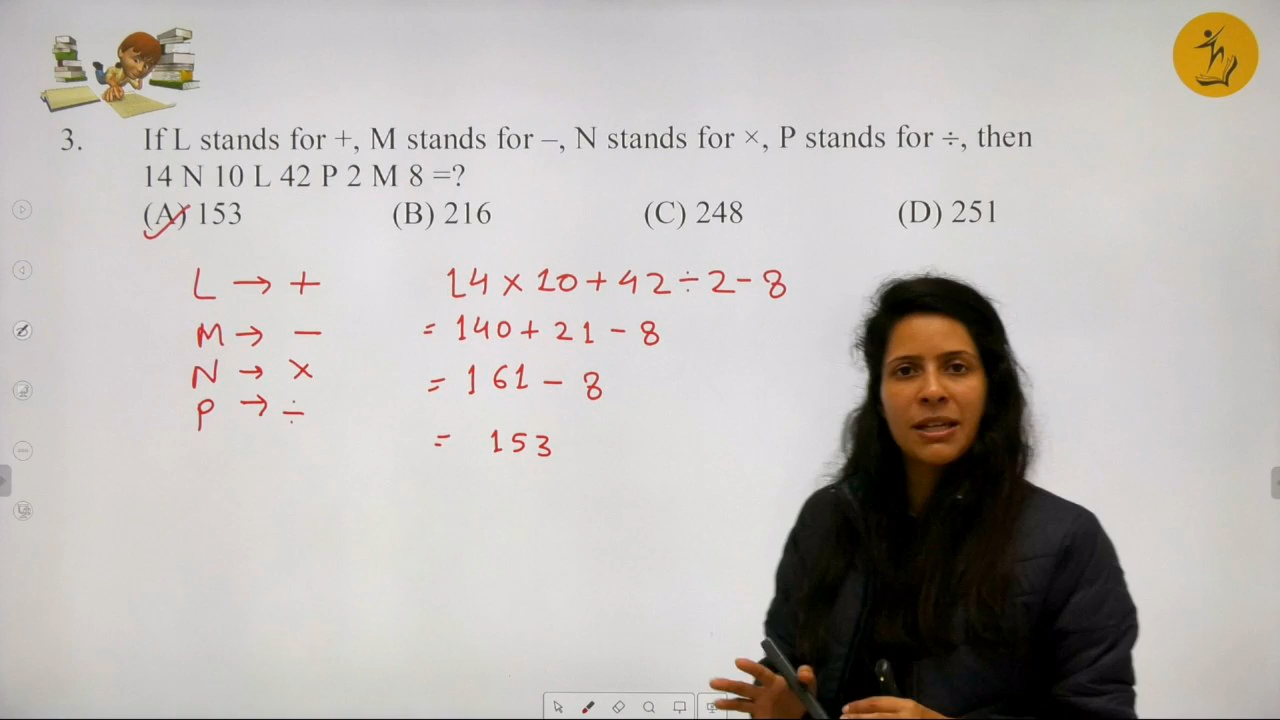 3. If L stands for +, M stands for –, N stands for ×, P stands for ÷, then
14 N 10 L 42 P 2 M 8 =?
(A) 153 (B) 216 (C) 248 (D) 251
L → + 14 × 10 + 42 ÷ 2 - 8
M → - = 140 + 21 - 8
N → × = 161 - 8
P → ÷
= 153